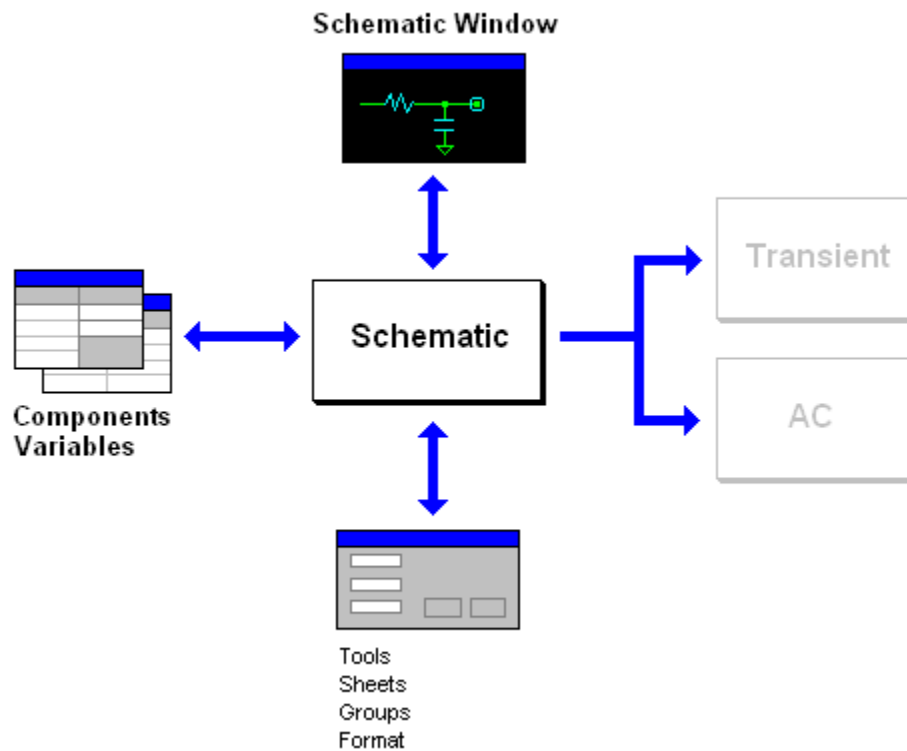 Schematic Window
Transient
Schematic
Components
Variables
AC
Tools
Sheets
Groups
Format